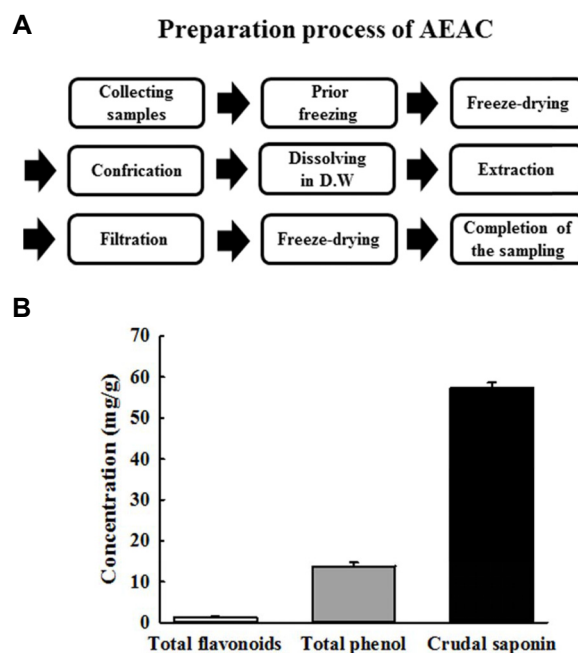 A
Preparation process of AEAC
Collecting
samples
Prior
freezing
Freeze-drying
Confrication
Dissolving
in D.W
Extraction
Filtration
Freeze-drying
Completion of
the sampling
B
Concentration (mg/g)
70
60
50
40
30
20
10
0
Total flavonoids
Total phenol
Crudal saponin